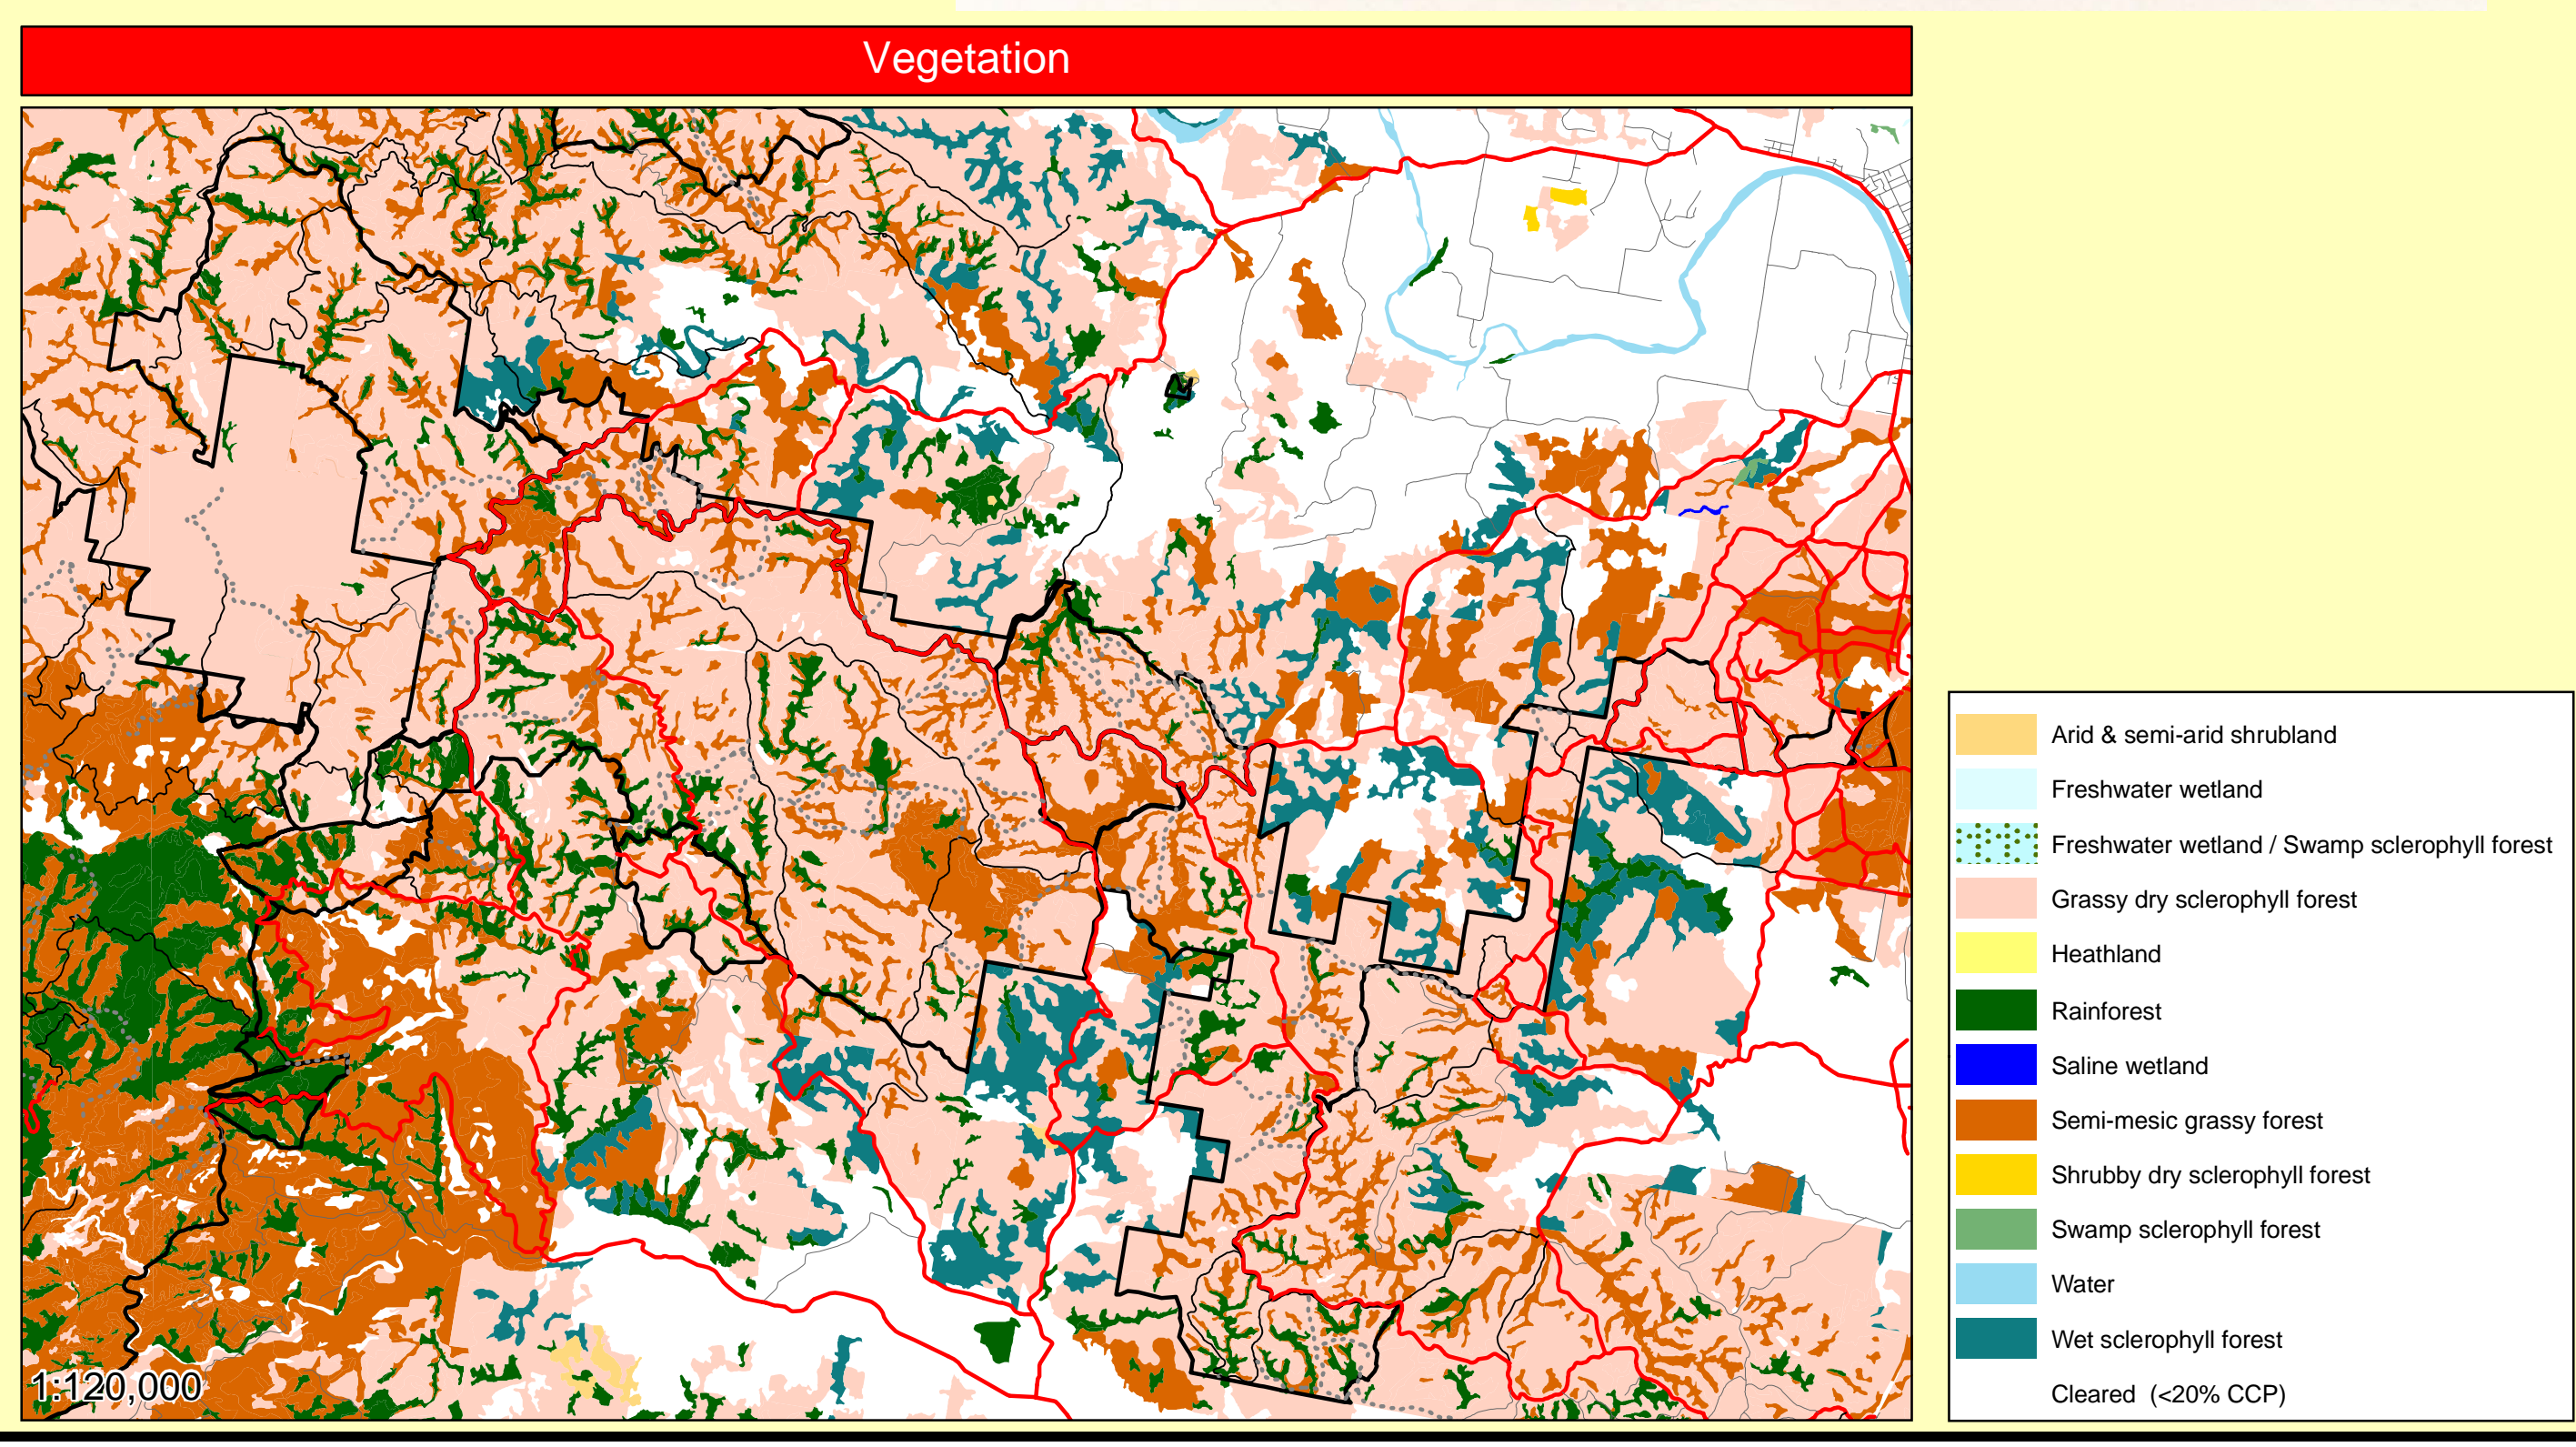 Vegetation
1:120,000
Arid & semi-arid shrubland
Freshwater wetland
Freshwater wetland / Swamp sclerophyll forest
Grassy dry sclerophyll forest
Heathland
Rainforest
Saline wetland
Semi-mesic grassy forest
Shrubby dry sclerophyll forest
Swamp sclerophyll forest
Water
Wet sclerophyll forest
Cleared (<20% CCP)